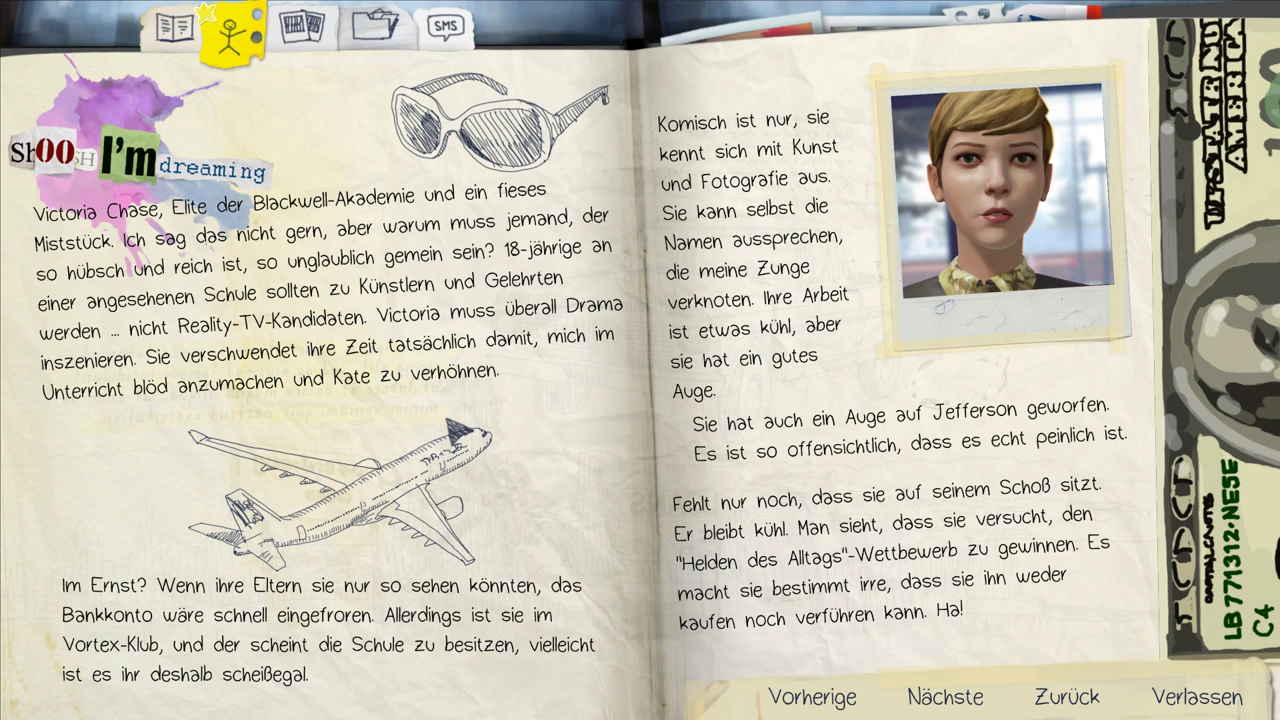 SMS
ShOOSH I'm dreaming
Victoria Chase, Elite der Blackwell-Akademie und ein fieses
Miststück. Ich sag das nicht gern, aber warum muss jemand, der
so hübsch und reich ist, so unglaublich gemein sein? 18-jährige an
einer angesehenen Schule sollten zu Künstlern und Gelehrten
werden ... nicht Reality-TV-Kandidaten. Victoria muss überall Drama
inszenieren. Sie verschwendet ihre Zeit tatsächlich damit, mich im
Unterricht blöd anzumachen und Kate zu verhöhnen.
Im Ernst? Wenn ihre Eltern sie nur so sehen könnten, das
Bankkonto wäre schnell eingefroren. Allerdings ist sie im
Vortex-Klub, und der scheint die Schule zu besitzen, vielleicht
ist es ihr deshalb scheißegal.
Komisch ist nur, sie
kennt sich mit Kunst
und Fotografie aus.
Sie kann selbst die
Namen aussprechen,
die meine Zunge
verknoten. Ihre Arbeit
ist etwas kühl, aber
sie hat ein gutes
Auge.
Sie hat auch ein Auge auf Jefferson geworfen.
Es ist so offensichtlich, dass es echt peinlich ist.
Fehlt nur noch, dass sie auf seinem Schoß sitzt.
Er bleibt kühl. Man sieht, dass sie versucht, den
"Helden des Alltags"-Wettbewerb zu gewinnen. Es
macht sie bestimmt irre, dass sie ihn weder
kaufen noch verführen kann. Ha!
AMERICA
LB771312-NESE
C4
Vorherige Nächste Zurück Verlassen